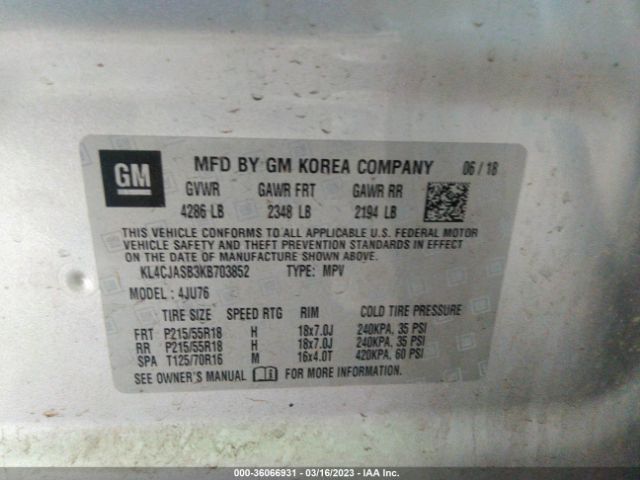 GM MFD BY GM KOREA COMPANY 06 / 18
GVWR GAWR FRT GAWR RR
4286 LB 2348 LB 2194 LB
THIS VEHICLE CONFORMS TO ALL APPLICABLE U.S. FEDERAL MOTOR
VEHICLE SAFETY AND THEFT PREVENTION STANDARDS IN EFFECT
ON THE DATE OF MANUFACTURE SHOWN ABOVE.
KL4CJASB3KB703852 TYPE: MPV
MODEL: 4JU76
TIRE SIZE SPEED RTG RIM COLD TIRE PRESSURE
FRT P215/55R18 H 18x7.0J 240KPA, 35 PSI
RR P215/55R18 H 18x7.0J 240KPA, 35 PSI
SPA T125/70R16 M 16x4.0T 420KPA, 60 PSI
SEE OWNER'S MANUAL FOR MORE INFORMATION.
000-36066931 - 03/16/2023 - IAA Inc.